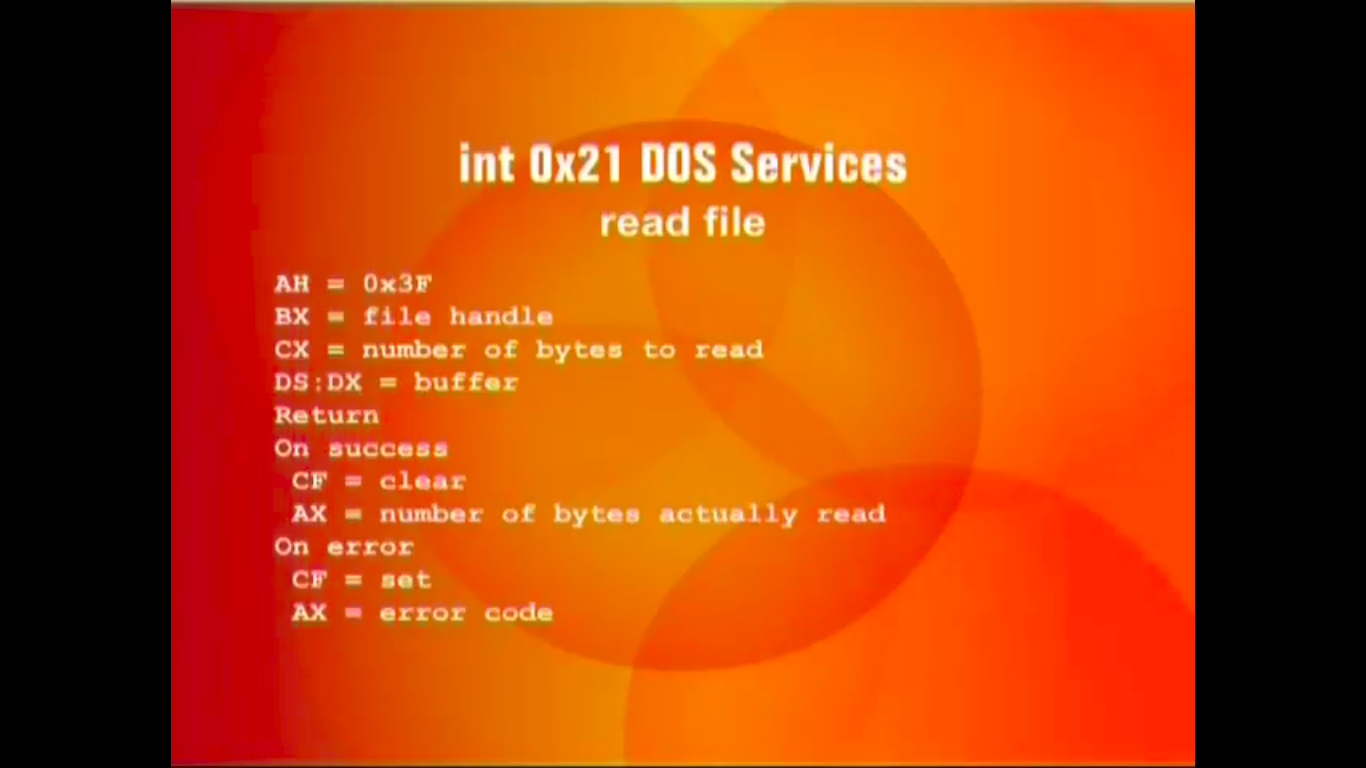 int 0x21 DOS Services
read file
AH = 0x3F
BX = file handle
CX = number of bytes to read
DS:DX = buffer
Return
On success
CF = clear
AX = number of bytes actually read
On error
CF = set
AX = error code